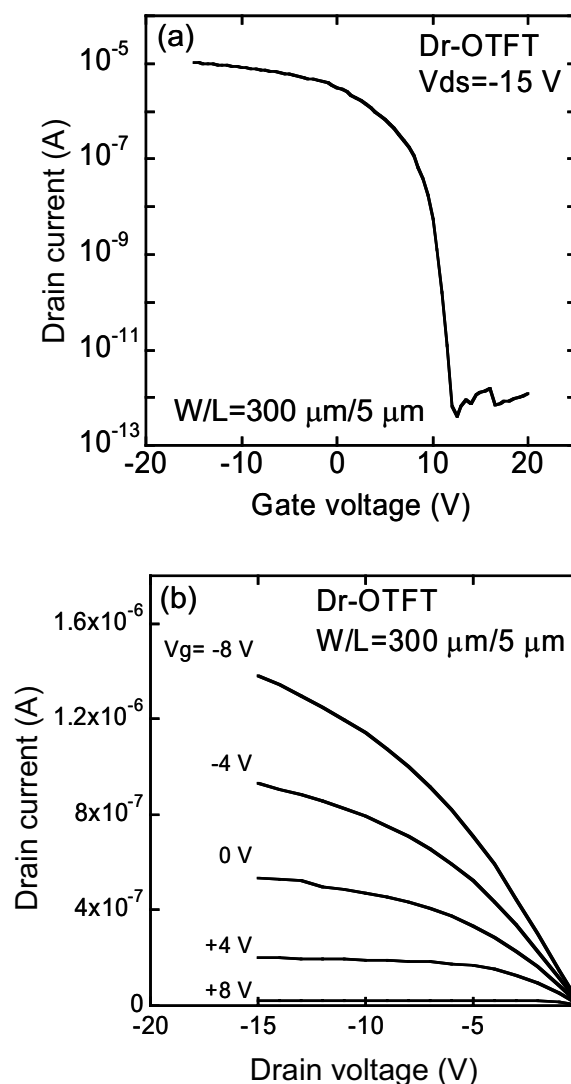 (a)
Dr-OTFT
Vds=-15 V
10⁻⁵
10⁻⁷
10⁻⁹
10⁻¹¹
10⁻¹³
Drain current (A)
W/L=300 μm/5 μm
-20 -10 0 10 20
Gate voltage (V)
(b)
Dr-OTFT
W/L=300 μm/5 μm
1.6x10⁻⁶
1.2x10⁻⁶
8x10⁻⁷
4x10⁻⁷
0
Drain current (A)
Vg= -8 V
-4 V
0 V
+4 V
+8 V
-20 -15 -10 -5
Drain voltage (V)